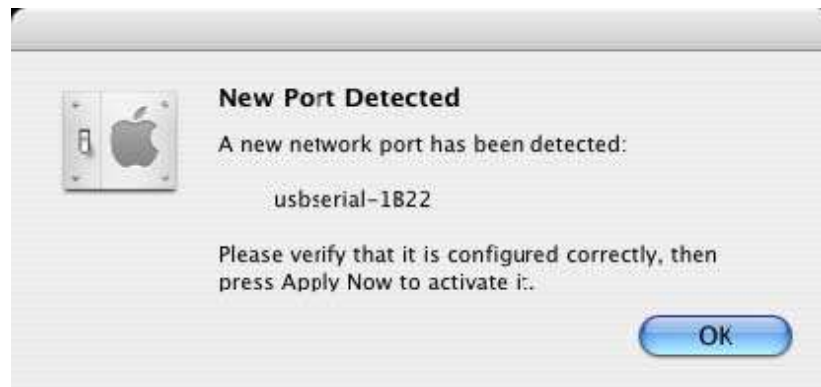 New Port Detected
A new network port has been detected:
usbserial-1B22
Please verify that it is configured correctly, then
press Apply Now to activate it.
OK